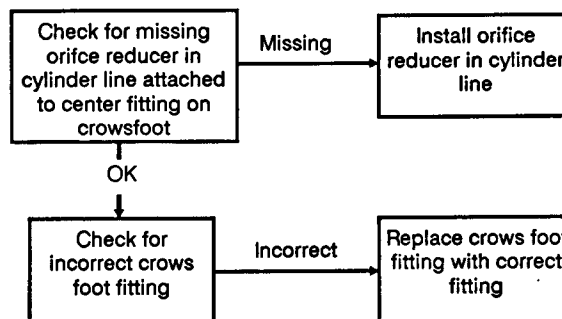 Check for missing
orifce reducer in
cylinder line attached
to center fitting on
crowsfoot
Missing
Install orifice
reducer in cylinder
line
OK
Check for
incorrect crows
foot fitting
Incorrect
Replace crows foot
fitting with correct
fitting